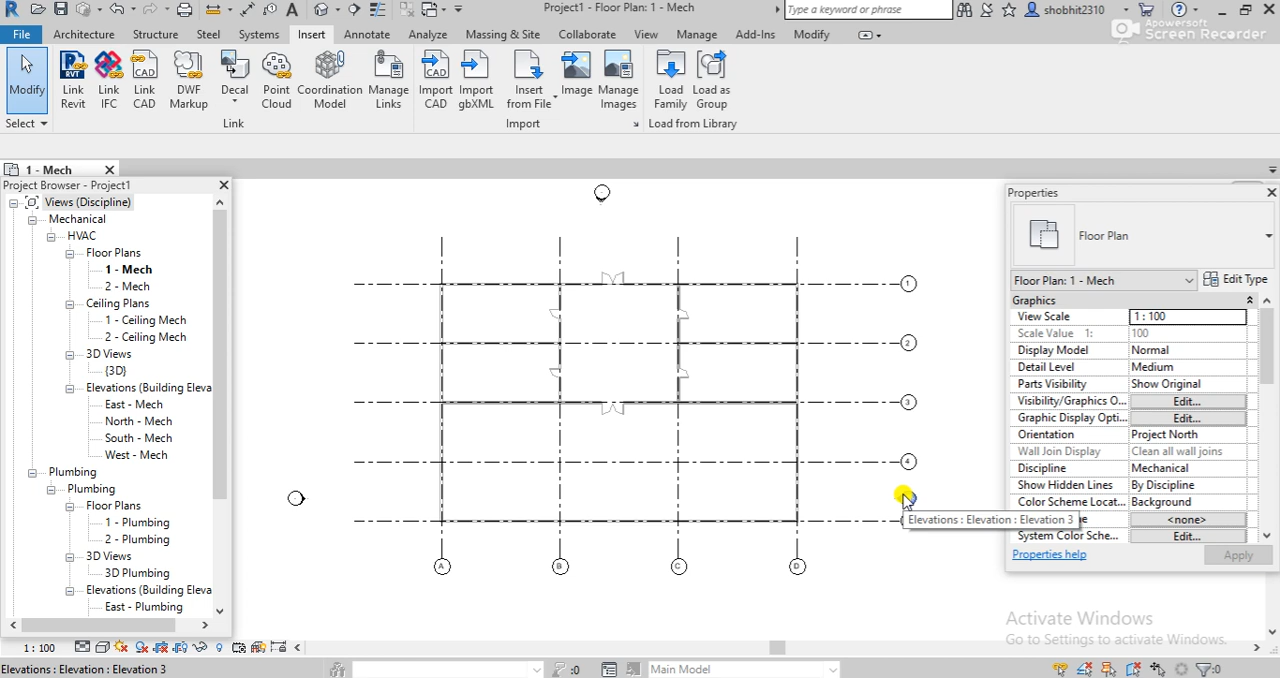 Project1 - Floor Plan: 1 - Mech
Type a keyword or phrase
shobhit2310
Apowersoft
Screen Recorder
File Architecture Structure Steel Systems Insert Annotate Analyze Massing & Site Collaborate View Manage Add-Ins Modify
Modify
Link Revit
Link IFC
Link CAD
DWF Markup
Decal
Point Cloud
Coordination Model
Manage Links
Import CAD
Import gbXML
Insert from File
Image
Manage Images
Load Family
Load as Group
Select Link Import Load from Library
1 - Mech
Project Browser - Project1
Views (Discipline)
Mechanical
HVAC
Floor Plans
1 - Mech
2 - Mech
Ceiling Plans
1 - Ceiling Mech
2 - Ceiling Mech
3D Views
{3D}
Elevations (Building Eleva
East - Mech
North - Mech
South - Mech
West - Mech
Plumbing
Plumbing
Floor Plans
1 - Plumbing
2 - Plumbing
3D Views
3D Plumbing
Elevations (Building Eleva
East - Plumbing
1
2
3
4
A B C D
Elevations : Elevation : Elevation 3
Properties
Floor Plan
Floor Plan: 1 - Mech Edit Type
Graphics
View Scale 1 : 100
Scale Value 1: 100
Display Model Normal
Detail Level Medium
Parts Visibility Show Original
Visibility/Graphics O... Edit...
Graphic Display Opti... Edit...
Orientation Project North
Wall Join Display Clean all wall joins
Discipline Mechanical
Show Hidden Lines By Discipline
Color Scheme Locat... Background
<none>
System Color Sche... Edit...
Properties help Apply
Activate Windows
Go to Settings to activate Windows.
1 : 100
Elevations : Elevation : Elevation 3
:0
Main Model
:0